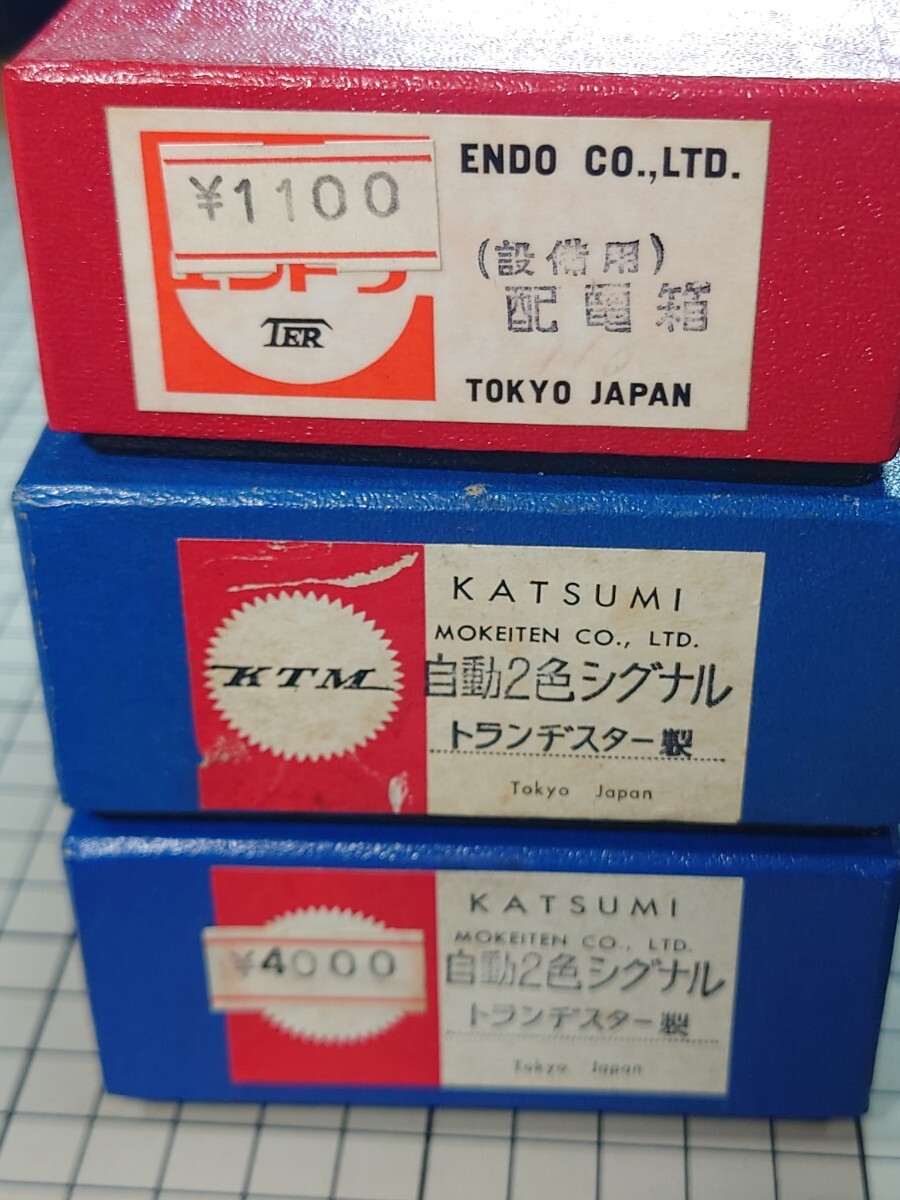 ¥1100
ENDO CO.,LTD.
(設備用)
配電箱
TER
TOKYO JAPAN
KATSUMI
MOKEITEN CO., LTD.
KTM
自動2色シグナル
トランヂスター製
Tokyo Japan
KATSUMI
MOKEITEN CO., LTD.
¥4000
自動2色シグナル
トランヂスター製
Tokyo Japan